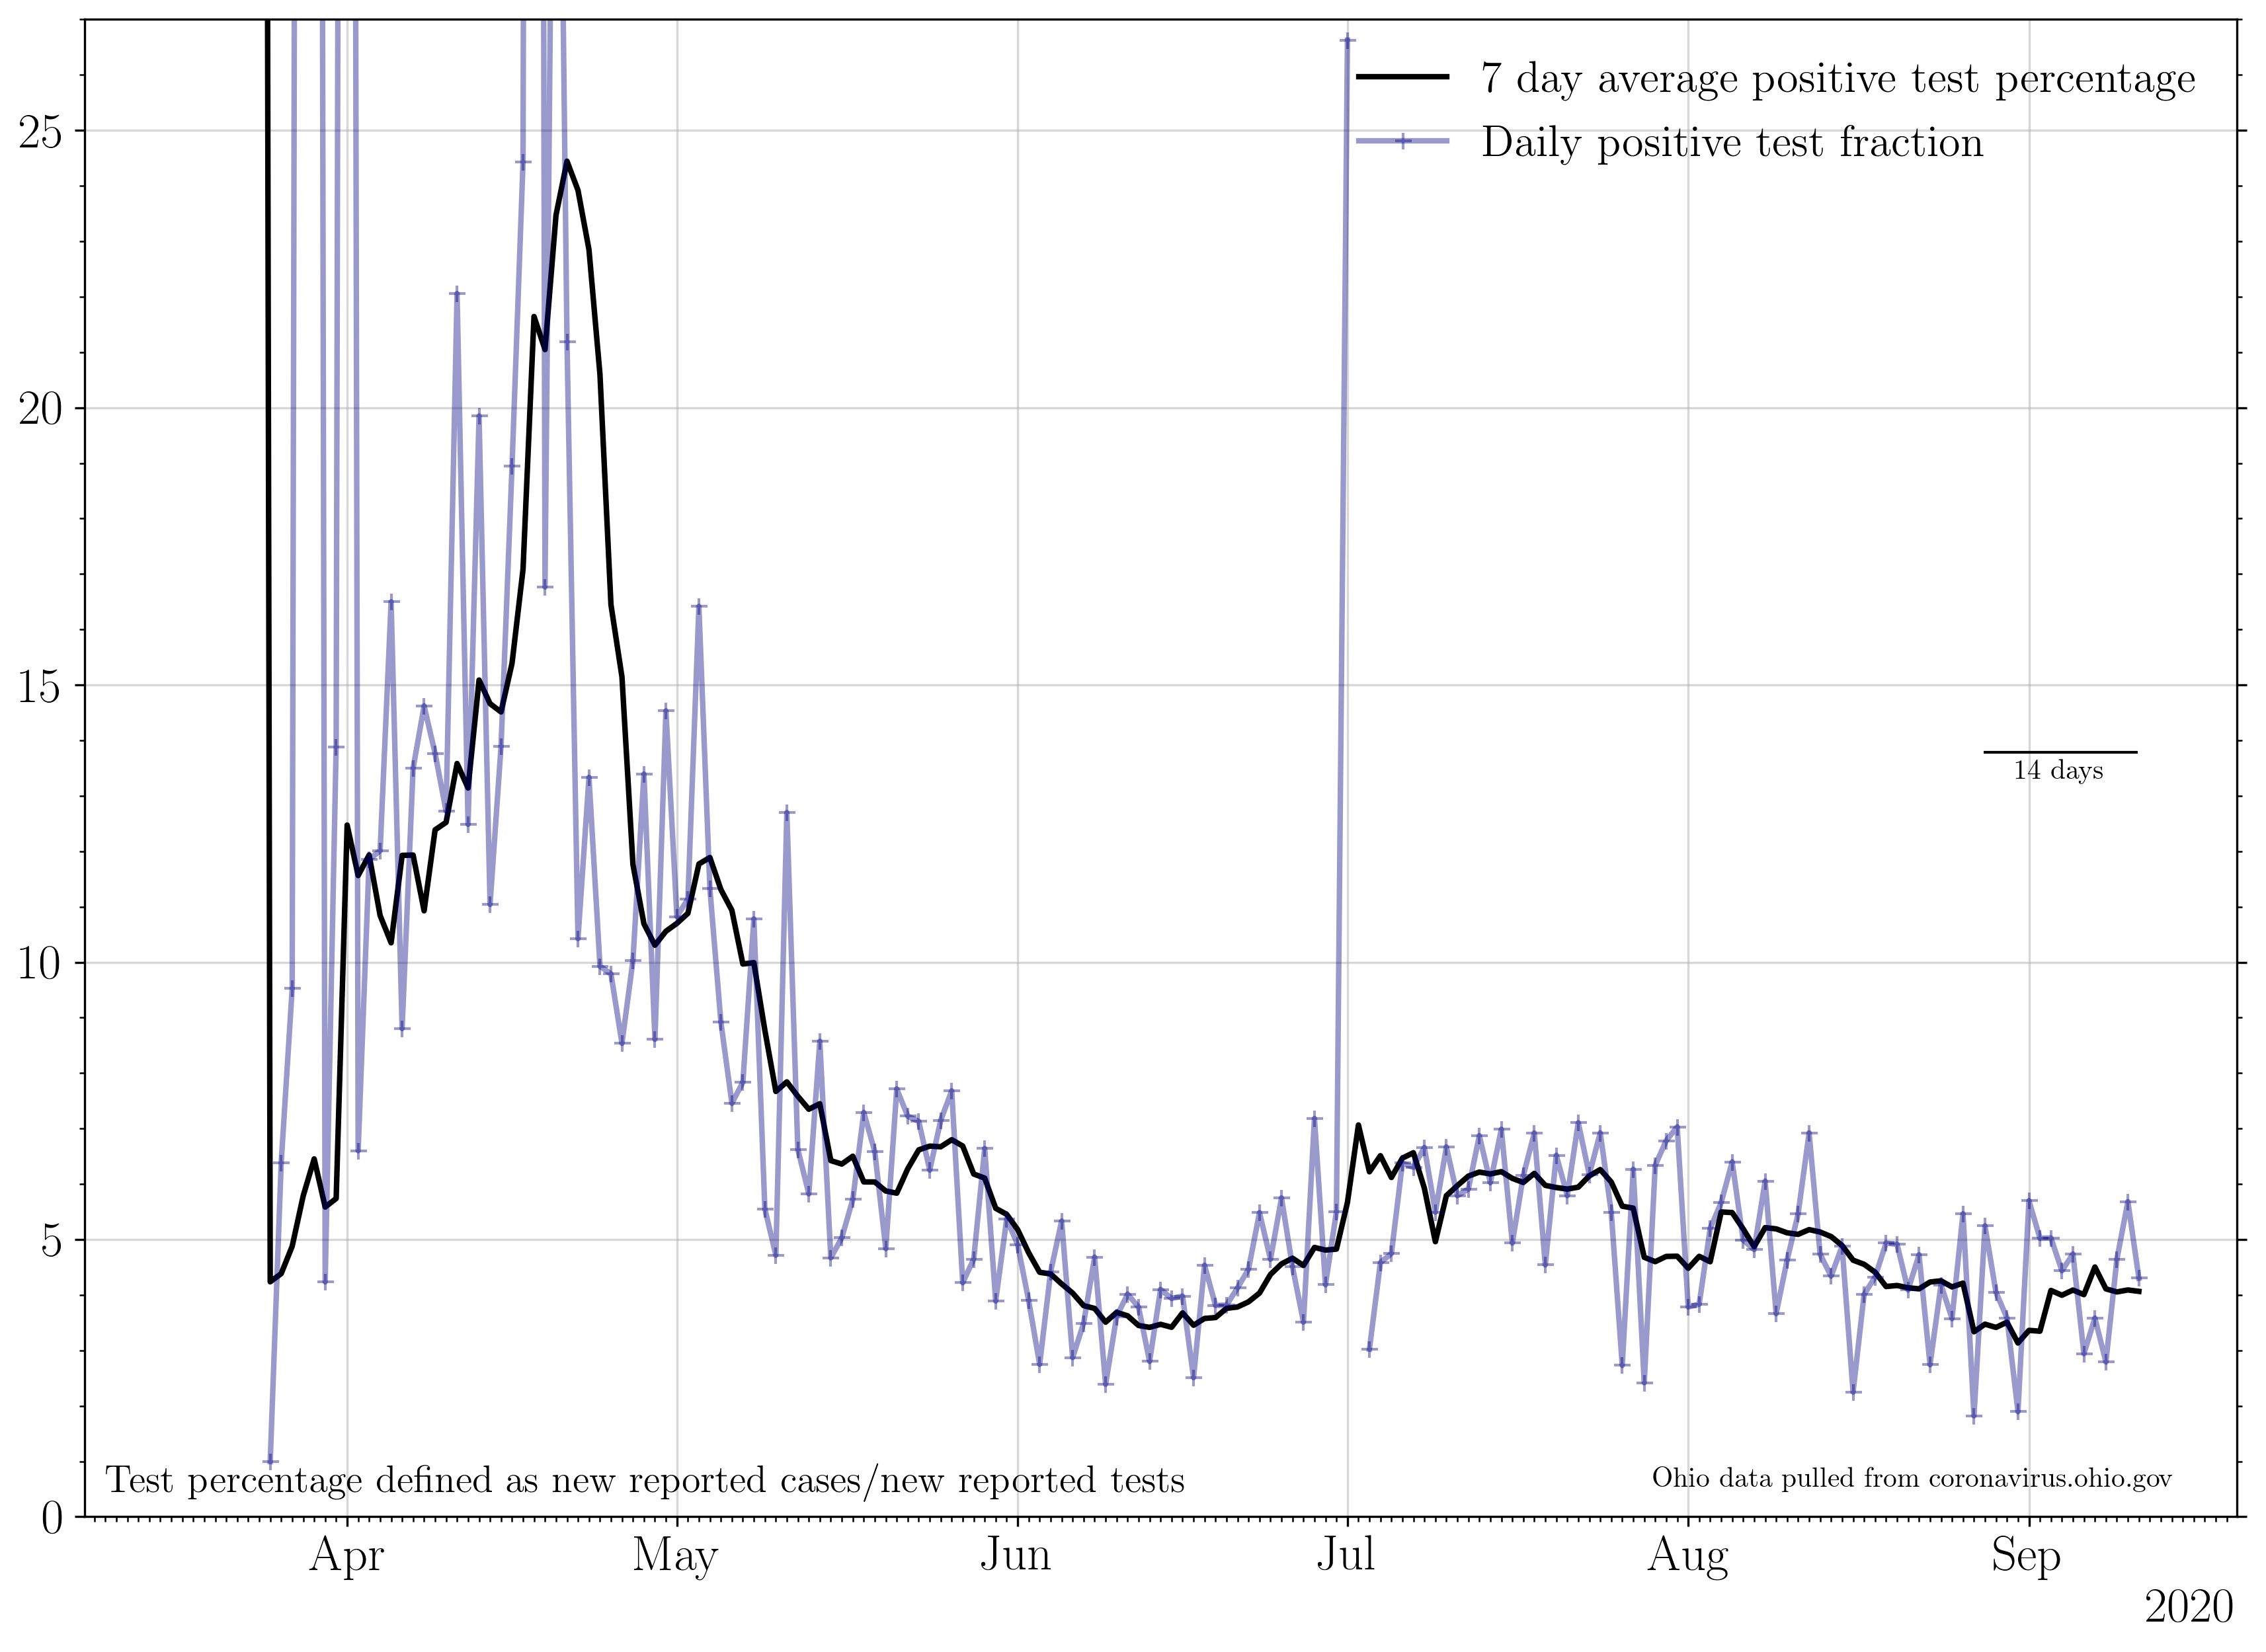 7 day average positive test percentage
Daily positive test fraction
25
20
15
10
5
0
14 days
Test percentage defined as new reported cases/new reported tests
Ohio data pulled from coronavirus.ohio.gov
Apr May Jun Jul Aug Sep
2020